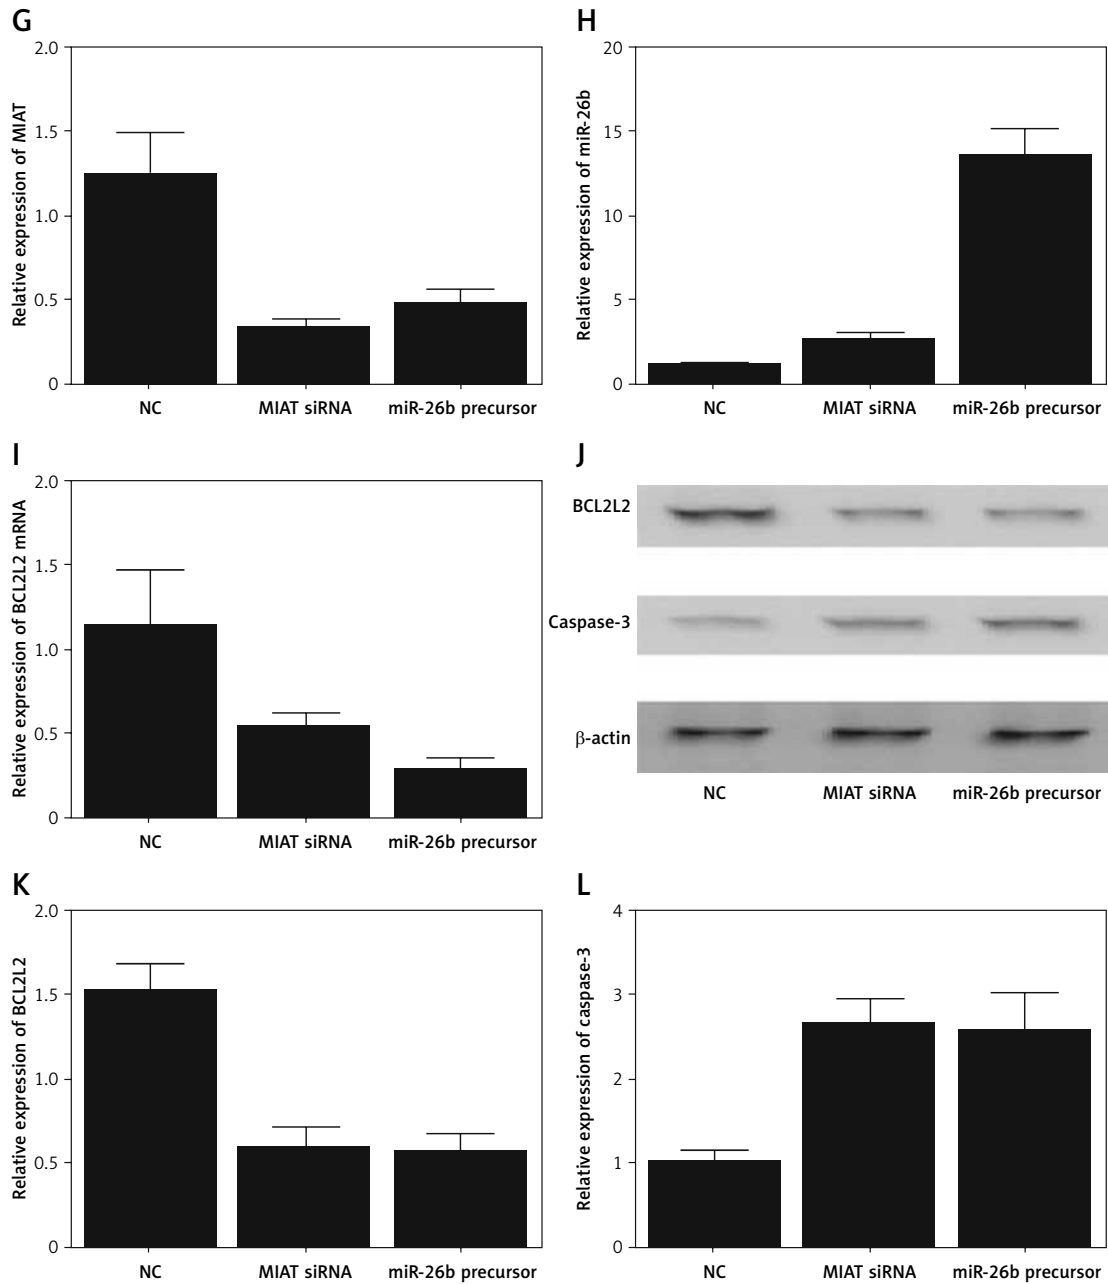 G
Relative expression of MIAT
2.0
1.5
1.0
0.5
0
NC MIAT siRNA miR-26b precursor
H
Relative expression of miR-26b
20
15
10
5
0
NC MIAT siRNA miR-26b precursor
I
Relative expression of BCL2L2 mRNA
2.0
1.5
1.0
0.5
0
NC MIAT siRNA miR-26b precursor
J
BCL2L2
Caspase-3
β-actin
NC MIAT siRNA miR-26b precursor
K
Relative expression of BCL2L2
2.0
1.5
1.0
0.5
0
NC MIAT siRNA miR-26b precursor
L
Relative expression of caspase-3
4
3
2
1
0
NC MIAT siRNA miR-26b precursor